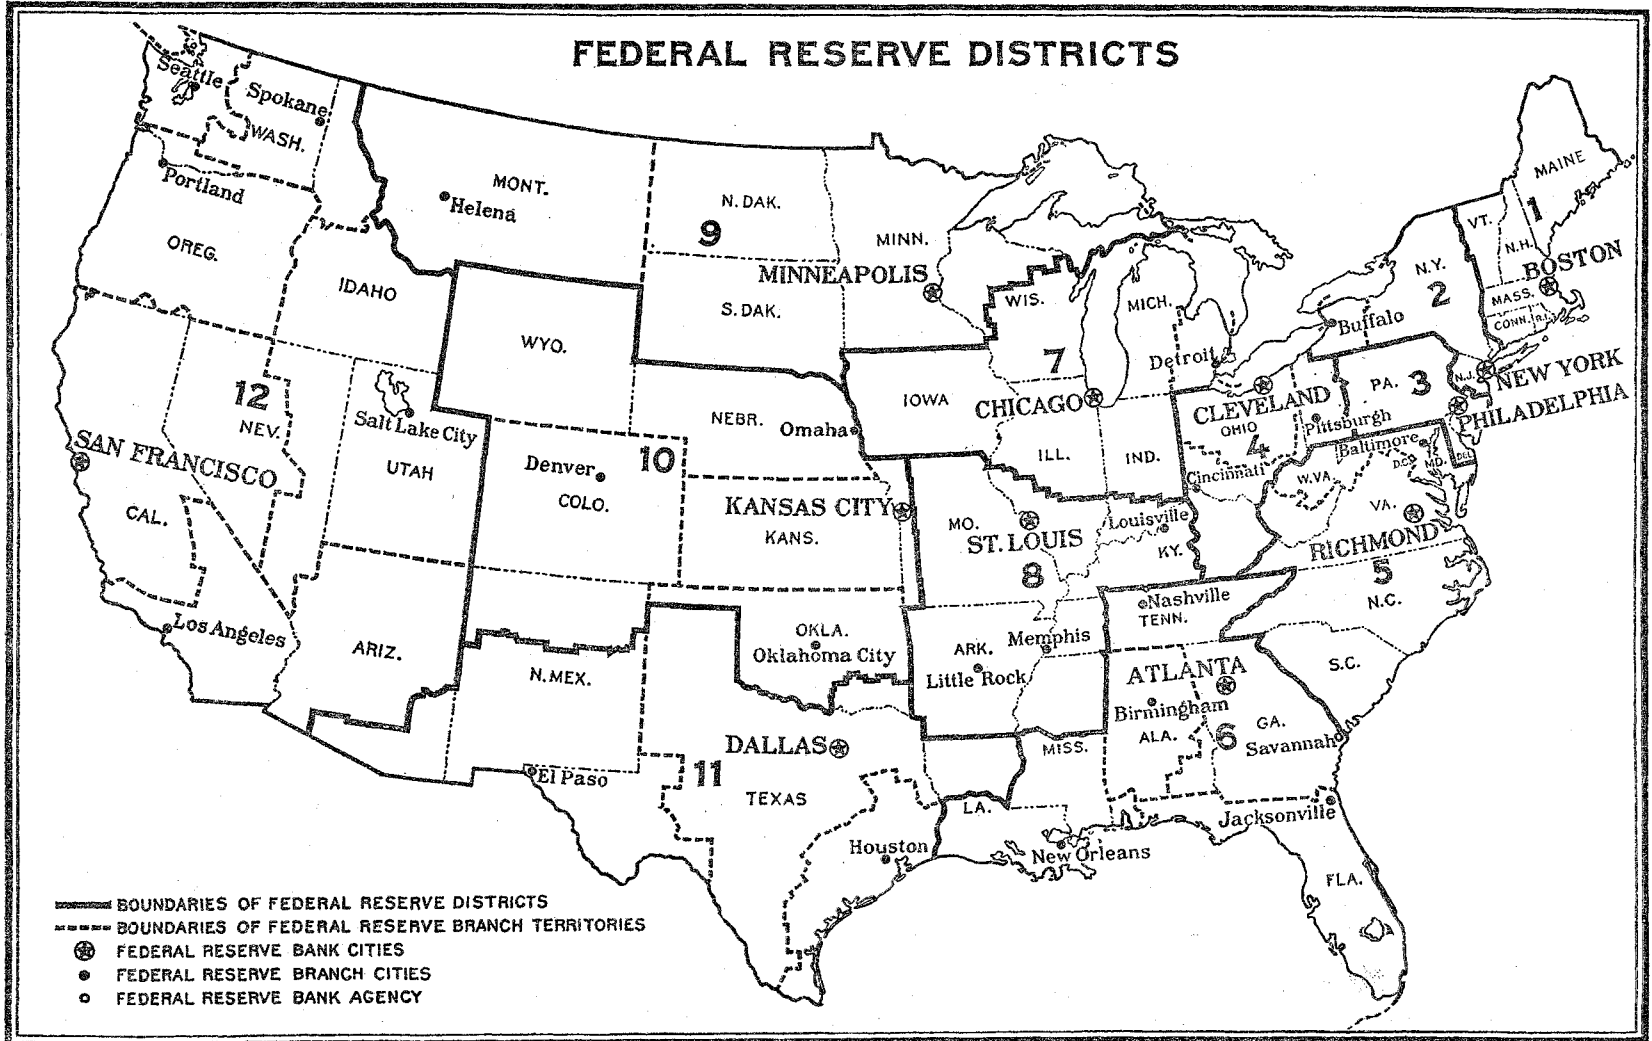 FEDERAL RESERVE DISTRICTS
Seattle
Spokane
WASH.
Portland
OREG.
IDAHO
MONT.
Helena
N. DAK.
9
S. DAK.
MINN.
MINNEAPOLIS
WIS.
MICH.
7
Detroit
MAINE
VT.
1
N.H.
BOSTON
MASS.
CONN.
R.I.
N.Y.
2
Buffalo
NEW YORK
N.J.
PA.
3
PHILADELPHIA
WYO.
IOWA
CHICAGO
CLEVELAND
OHIO
4
Pittsburgh
Baltimore
Cincinnati
12
NEV.
SAN FRANCISCO
CAL.
Los Angeles
Salt Lake City
UTAH
ARIZ.
NEBR.
Omaha
10
Denver
COLO.
KANSAS CITY
KANS.
ILL.
IND.
MO.
ST. LOUIS
8
Louisville
KY.
W. VA.
D.C.
MD.
DEL.
VA.
RICHMOND
5
N.C.
S.C.
Nashville
TENN.
OKLA.
Oklahoma City
ARK.
Memphis
Little Rock
N. MEX.
El Paso
DALLAS
11
TEXAS
Houston
LA.
New Orleans
MISS.
ATLANTA
Birmingham
ALA.
6
GA.
Savannah
Jacksonville
FLA.
BOUNDARIES OF FEDERAL RESERVE DISTRICTS
BOUNDARIES OF FEDERAL RESERVE BRANCH TERRITORIES
FEDERAL RESERVE BANK CITIES
FEDERAL RESERVE BRANCH CITIES
FEDERAL RESERVE BANK AGENCY